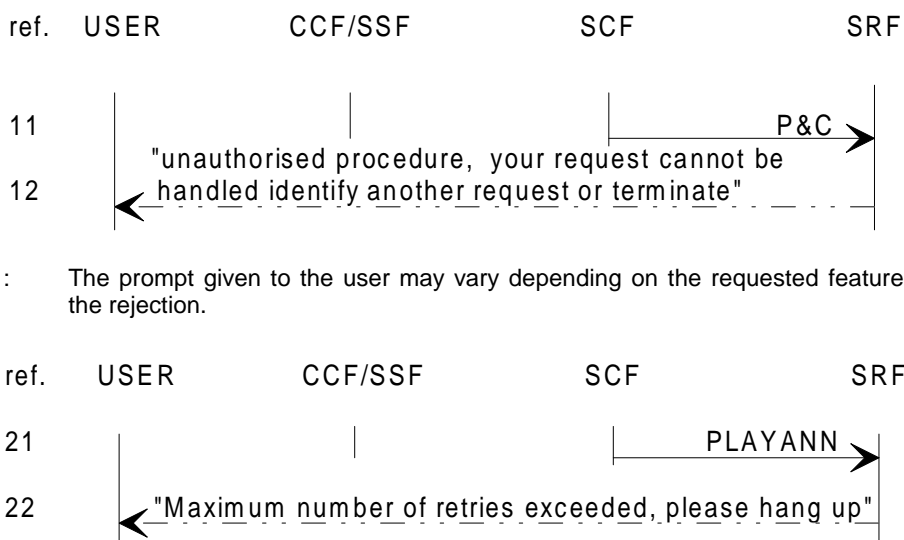 ref. USER CCF/SSF SCF SRF
11 P&C
"unauthorised procedure, your request cannot be
12 handled identify another request or terminate"
: The prompt given to the user may vary depending on the requested feature
the rejection.
ref. USER CCF/SSF SCF SRF
21 PLAYANN
22 "Maximum number of retries exceeded, please hang up"